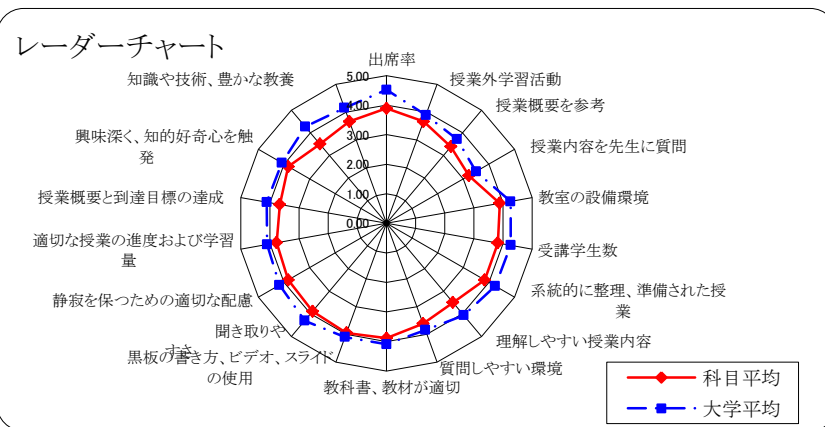 レーダーチャート
出席率
授業外学習活動
授業概要を参考
授業内容を先生に質問
教室の設備環境
受講学生数
系統的に整理、準備された授
業
理解しやすい授業内容
質問しやすい環境
教科書、教材が適切
黒板の書き方、ビデオ、スライド
の使用
聞き取りや
すさ
静寂を保つための適切な配慮
適切な授業の進度および学習
量
授業概要と到達目標の達成
興味深く、知的好奇心を触
発
知識や技術、豊かな教養
5.00
4.00
3.00
2.00
1.00
0.00
科目平均
大学平均